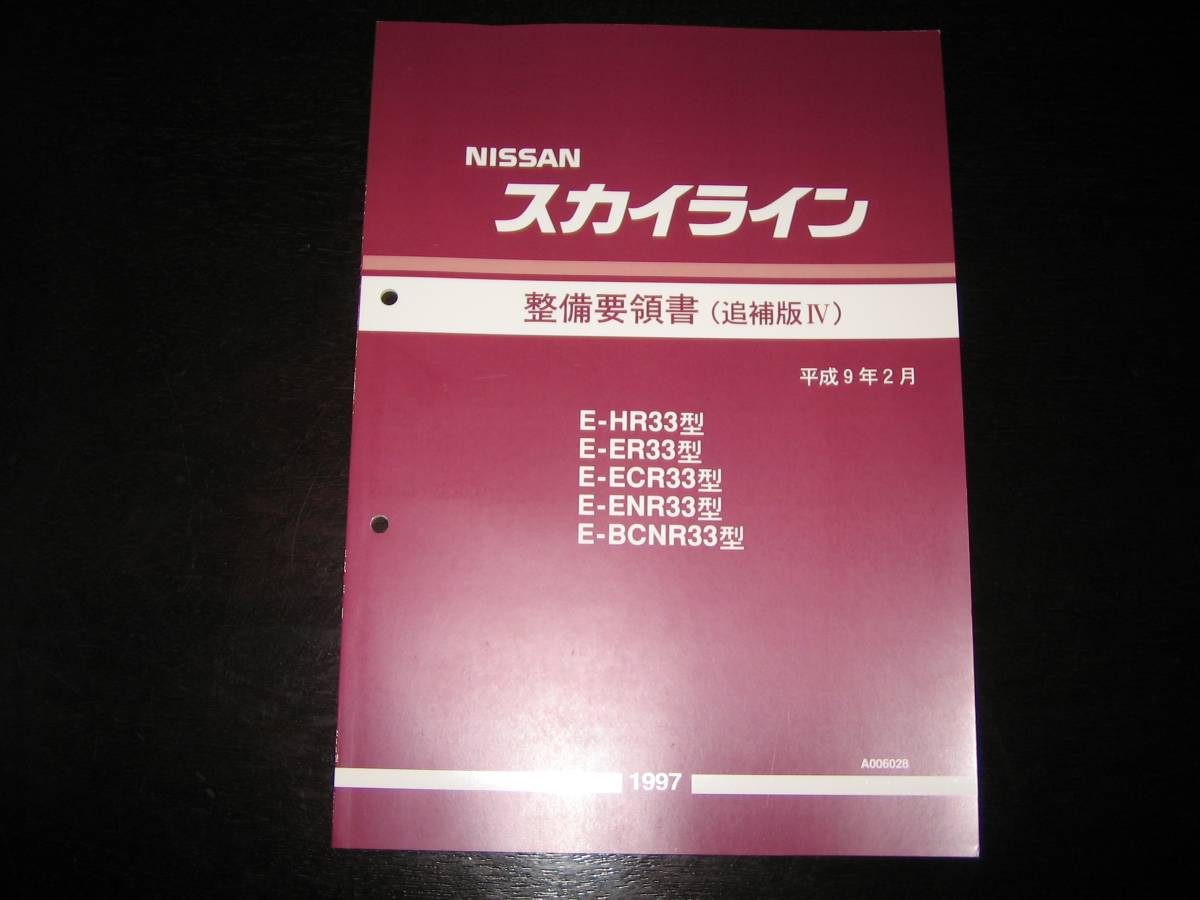 NISSAN
スカイライン
整備要領書（追補版Ⅳ）
平成9年2月
E-HR33型
E-ER33型
E-ECR33型
E-ENR33型
E-BCNR33型
A006028
1997